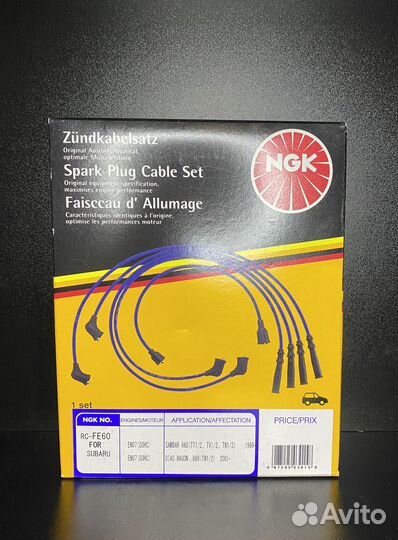 Zündkabelsatz
Original Ausrüsterqualität,
optimale Motorleistung
Spark Plug Cable Set
Original equipment specification,
maximises engine performance
Faisceau d' Allumage
Caractéristiques identiques à l'origine,
optimise les performances moteur
NGK
1 set
NGK NO. ENGINES/MOTEUR APPLICATION/AFFECTATION PRICE/PRIX
RC-FE60
FOR
SUBARU
EN07(SOHC) SAMBAR 660(TT1/2, TV1/2, TW1/2) 1999-
EN07(DOHC) DIAS WAGON ,660(TW1/2) 2001-
Avito